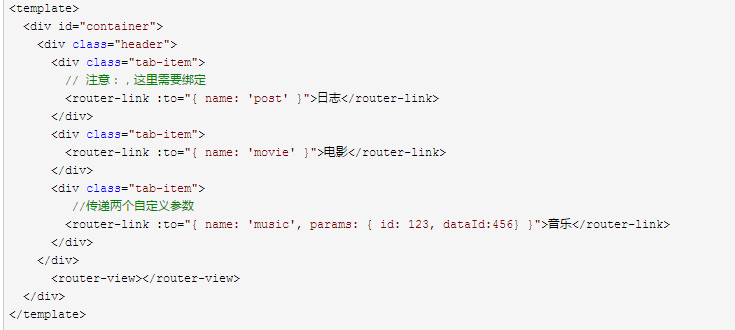 <template>
  <div id="container">
    <div class="header">
      <div class="tab-item">
        // 注意：，这里需要绑定
        <router-link :to="{ name: 'post' }">日志</router-link>
      </div>
      <div class="tab-item">
        <router-link :to="{ name: 'movie' }">电影</router-link>
      </div>
      <div class="tab-item">
         //传递两个自定义参数
        <router-link :to="{ name: 'music', params: { id: 123, dataId:456} }">音乐</router-link>
      </div>
    </div>
      <router-view></router-view>
  </div>
</template>